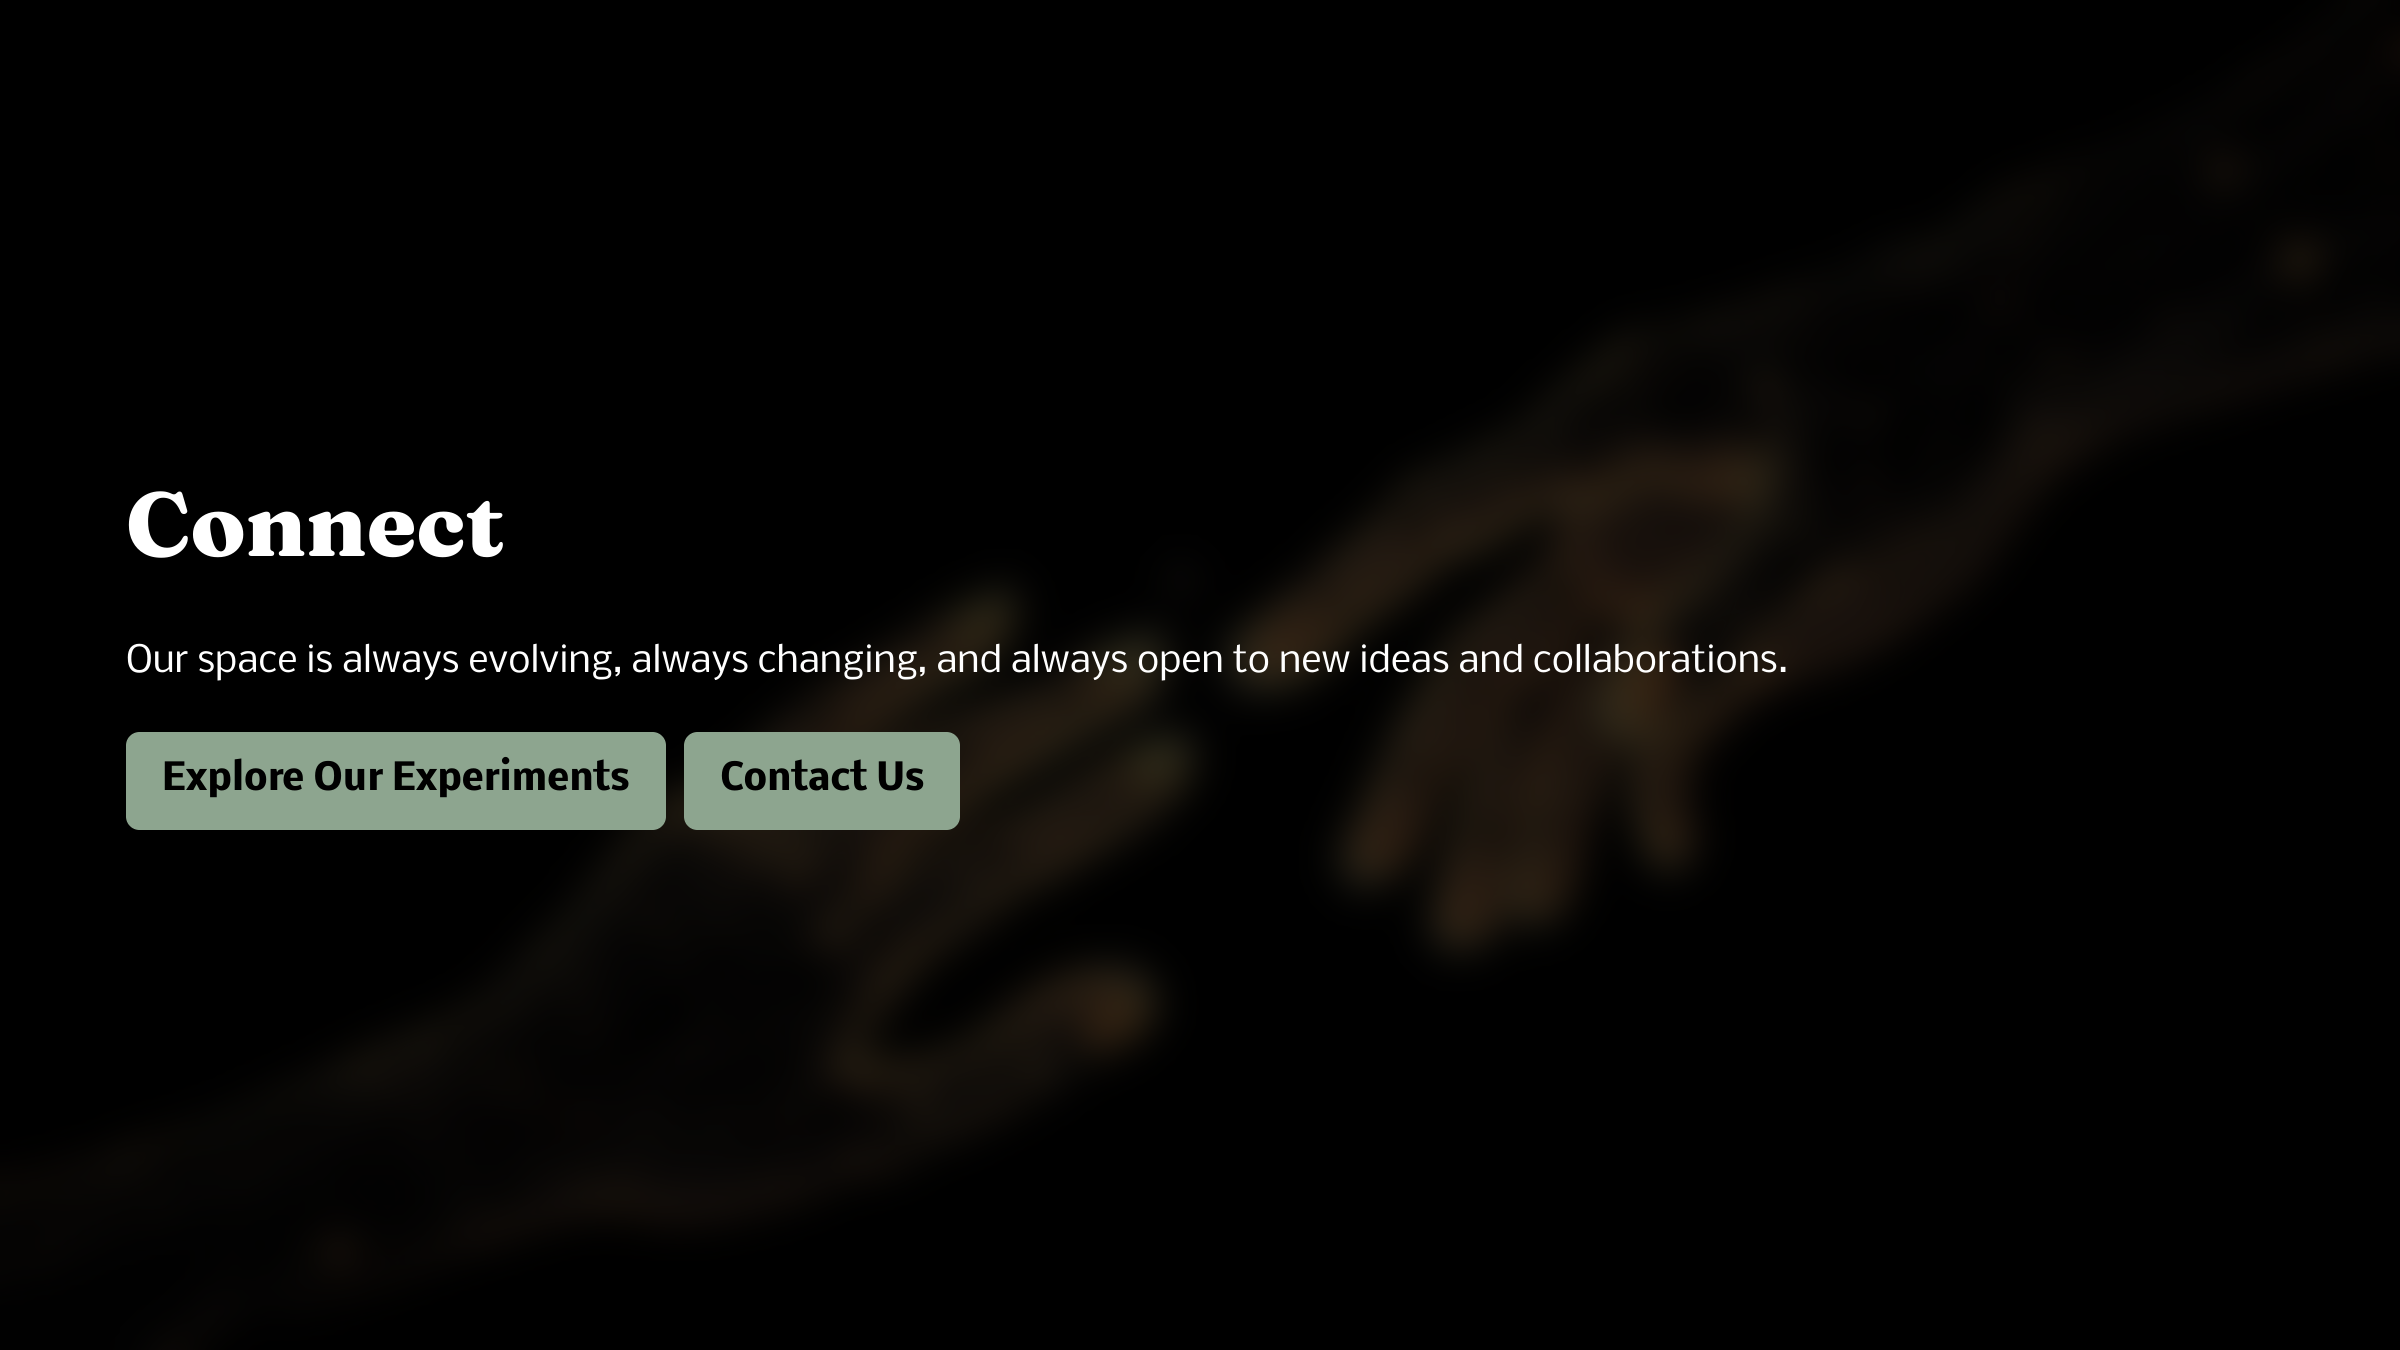 Connect
Our space is always evolving, always changing, and always open to new ideas and collaborations.
Explore Our Experiments
Contact Us